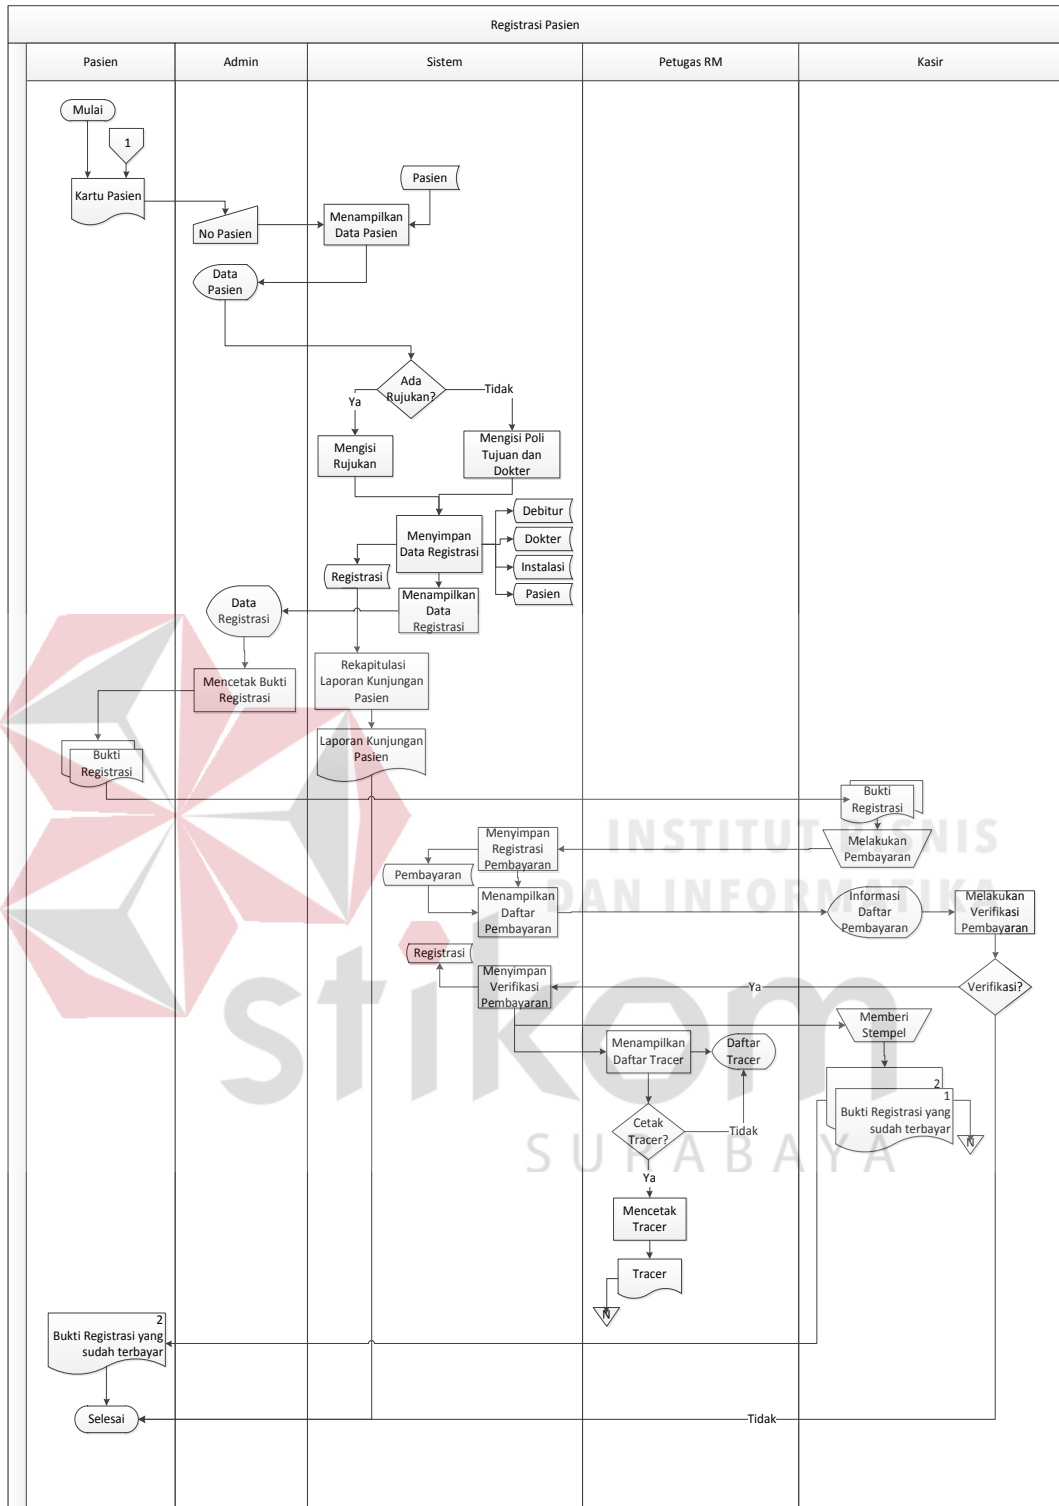 Registrasi Pasien
Pasien
Admin
Sistem
Petugas RM
Kasir
Mulai
1
Kartu Pasien
No Pasien
Pasien
Menampilkan
Data Pasien
Data
Pasien
Ada
Rujukan?
Ya
Tidak
Mengisi
Rujukan
Mengisi Poli
Tujuan dan
Dokter
Menyimpan
Data Registrasi
Debitur
Dokter
Instalasi
Pasien
Registrasi
Menampilkan
Data
Registrasi
Data
Registrasi
Mencetak Bukti
Registrasi
Rekapitulasi
Laporan Kunjungan
Pasien
Laporan Kunjungan
Pasien
Bukti
Registrasi
Bukti
Registrasi
Melakukan
Pembayaran
Menyimpan
Registrasi
Pembayaran
Pembayaran
Menampilkan
Daftar
Pembayaran
Informasi
Daftar
Pembayaran
Melakukan
Verifikasi
Pembayaran
Verifikasi?
Ya
Registrasi
Menyimpan
Verifikasi
Pembayaran
Memberi
Stempel
Menampilkan
Daftar Tracer
Daftar
Tracer
Cetak
Tracer?
Tidak
Ya
Mencetak
Tracer
Tracer
N
2
1
Bukti Registrasi yang
sudah terbayar
N
2
Bukti Registrasi yang
sudah terbayar
Selesai
Tidak
INSTITUT BISNIS
DAN INFORMATIKA
stikom
SURABAYA